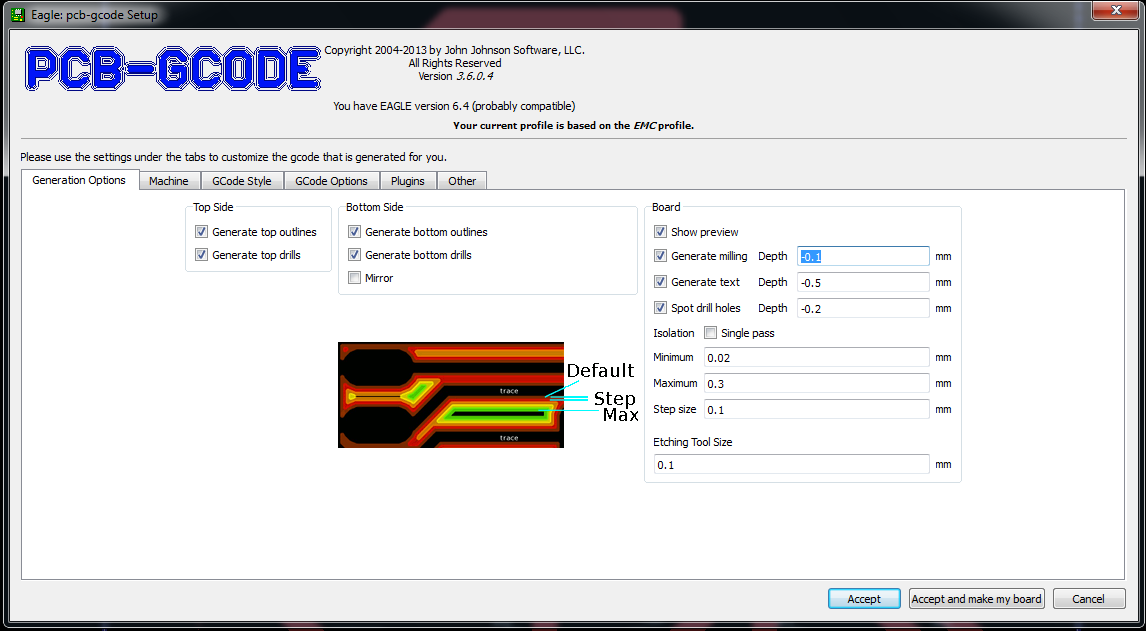 Eagle: pcb-gcode Setup
PCB-GCODE
Copyright 2004-2013 by John Johnson Software, LLC.
All Rights Reserved
Version 3.6.0.4
You have EAGLE version 6.4 (probably compatible)
Your current profile is based on the EMC profile.
Please use the settings under the tabs to customize the gcode that is generated for you.
Generation Options Machine GCode Style GCode Options Plugins Other
Top Side
Generate top outlines
Generate top drills
Bottom Side
Generate bottom outlines
Generate bottom drills
Mirror
trace
trace
Default
Step
Max
Board
Show preview
Generate milling Depth -0.1 mm
Generate text Depth -0.5 mm
Spot drill holes Depth -0.2 mm
Isolation Single pass
Minimum 0.02 mm
Maximum 0.3 mm
Step size 0.1 mm
Etching Tool Size
0.1 mm
Accept Accept and make my board Cancel